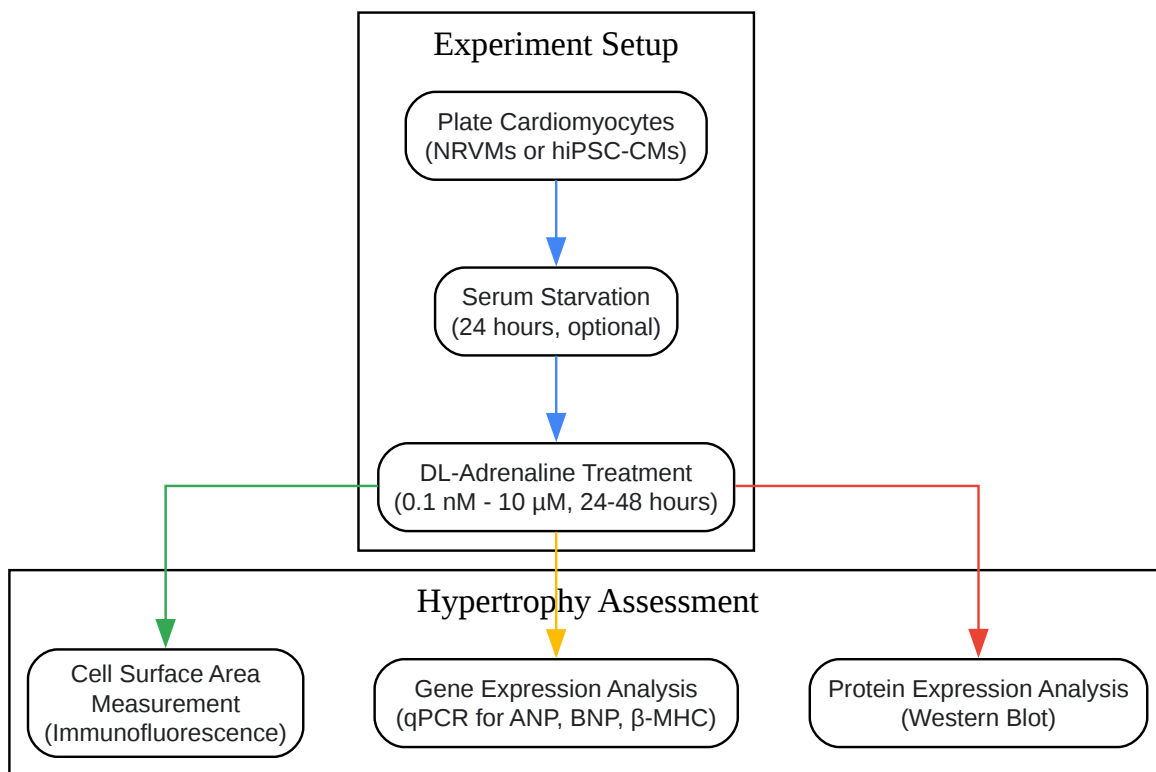 Experiment Setup
Plate Cardiomyocytes
(NRVMs or hiPSC-CMs)
Serum Starvation
(24 hours, optional)
DL-Adrenaline Treatment
(0.1 nM - 10 µM, 24-48 hours)
Hypertrophy Assessment
Cell Surface Area
Measurement
(Immunofluorescence)
Gene Expression Analysis
(qPCR for ANP, BNP, β-MHC)
Protein Expression Analysis
(Western Blot)